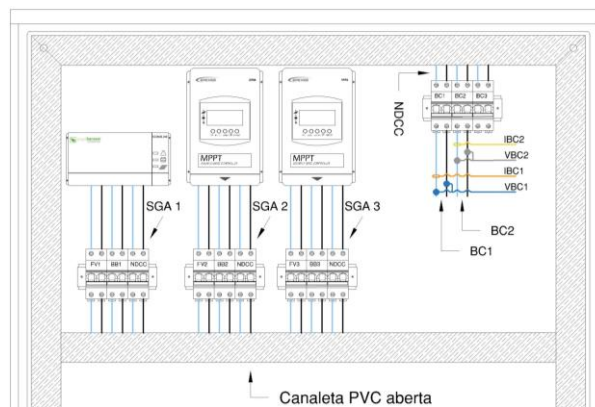 MPPT
MPPT
NDCC
BC1 BC2 BC3
IBC2
VBC2
IBC1
VBC1
BC2
BC1
SGA 1
SGA 2
SGA 3
FV1 BB1 NDCC
FV2 BB2 NDCC
FV3 BB3 NDCC
Canaleta PVC aberta